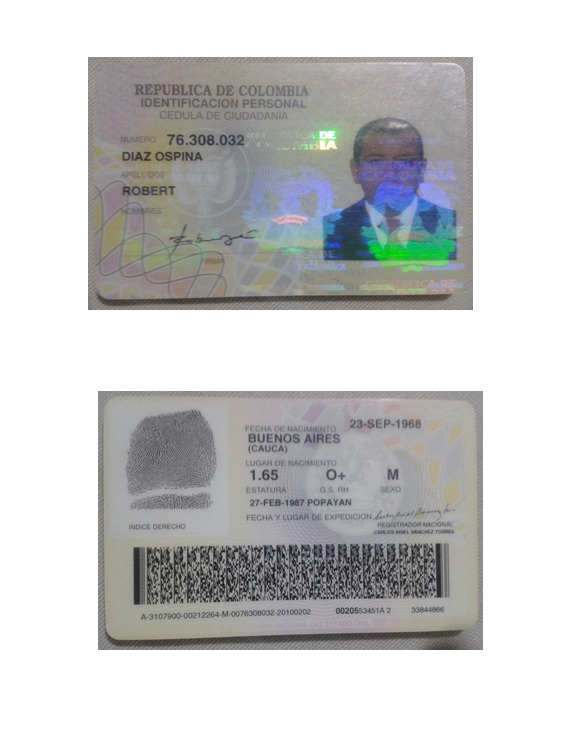 REPUBLICA DE COLOMBIA
IDENTIFICACION PERSONAL
CEDULA DE CIUDADANIA
NUMERO 76.308.032
DIAZ OSPINA
APELLIDOS
ROBERT
NOMBRES
FIRMA
FECHA DE NACIMIENTO 23-SEP-1968
BUENOS AIRES
(CAUCA)
LUGAR DE NACIMIENTO
1.65 O+ M
ESTATURA G.S. RH SEXO
27-FEB-1987 POPAYAN
FECHA Y LUGAR DE EXPEDICION
INDICE DERECHO
REGISTRADOR NACIONAL
CARLOS ARIEL SÁNCHEZ TORRES
A-3107900-00212264-M-0076308032-20100202 0020553451A 2 33844866